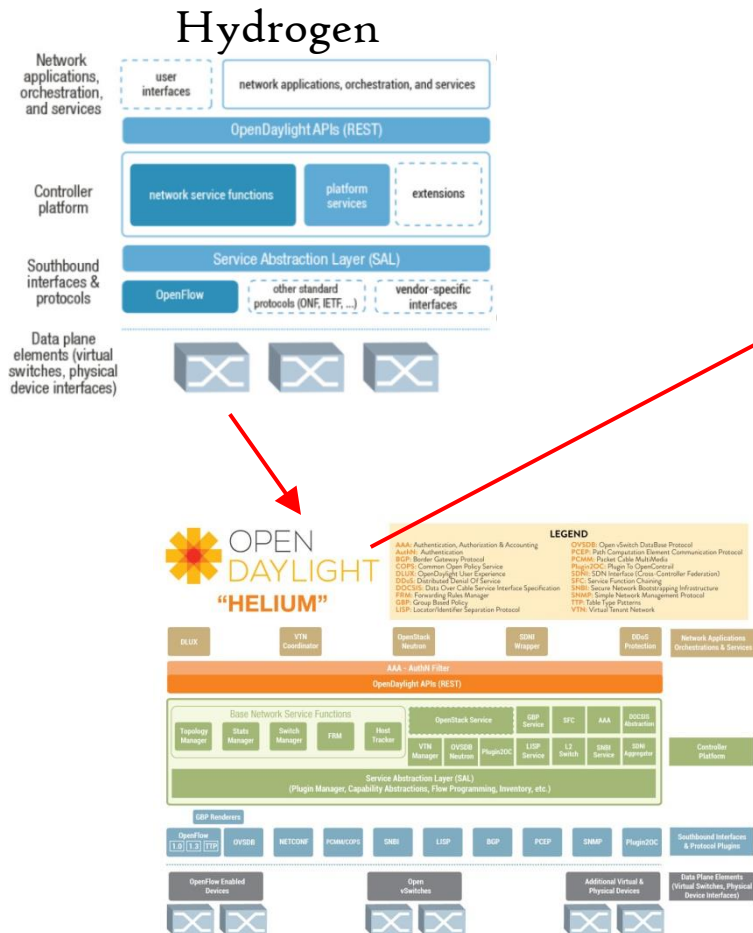 Hydrogen
Network
applications,
orchestration,
and services
user
interfaces
network applications, orchestration, and services
OpenDaylight APIs (REST)
Controller
platform
network service functions
platform
services
extensions
Service Abstraction Layer (SAL)
Southbound
interfaces &
protocols
OpenFlow
other standard
protocols (ONF, IETF, ...)
vendor-specific
interfaces
Data plane
elements (virtual
switches, physical
device interfaces)
OPEN
DAYLIGHT
"HELIUM"
LEGEND
AAA: Authentication, Authorization & Accounting
AuthN: Authentication
BGP: Border Gateway Protocol
COPS: Common Open Policy Service
DLUX: OpenDaylight User Experience
DDoS: Distributed Denial Of Service
DOCSIS: Data Over Cable Service Interface Specification
FRM: Forwarding Rules Manager
GBP: Group Based Policy
LISP: Locator/Identifier Separation Protocol
OVSDB: Open vSwitch DataBase Protocol
PCEP: Path Computation Element Communication Protocol
PCMM: Packet Cable MultiMedia
Plugin2OC: Plugin To OpenContrail
SDNI: SDN Interface (Cross-Controller Federation)
SFC: Service Function Chaining
SNBI: Secure Network Bootstrapping Infrastructure
SNMP: Simple Network Management Protocol
TTP: Table Type Patterns
VTN: Virtual Tenant Network
DLUX
VTN
Coordinator
OpenStack
Neutron
SDNI
Wrapper
DDoS
Protection
Network Applications
Orchestrations & Services
AAA - AuthN Filter
OpenDaylight APIs (REST)
Base Network Service Functions
Topology
Manager
Stats
Manager
Switch
Manager
FRM
Host
Tracker
OpenStack Service
GBP
Service
SFC
AAA
DOCSIS
Abstraction
VTN
Manager
OVSDB
Neutron
Plugin2OC
LISP
Service
L2
Switch
SNBI
Service
SDNI
Aggregator
Controller
Platform
Service Abstraction Layer (SAL)
(Plugin Manager, Capability Abstractions, Flow Programming, Inventory, etc.)
GBP Renderers
OpenFlow
1.0 1.3 TTP
OVSDB
NETCONF
PCMM/COPS
SNBI
LISP
BGP
PCEP
SNMP
Plugin2OC
Southbound Interfaces
& Protocol Plugins
OpenFlow Enabled
Devices
Open
vSwitches
Additional Virtual &
Physical Devices
Data Plane Elements
(Virtual Switches, Physical
Device Interfaces)